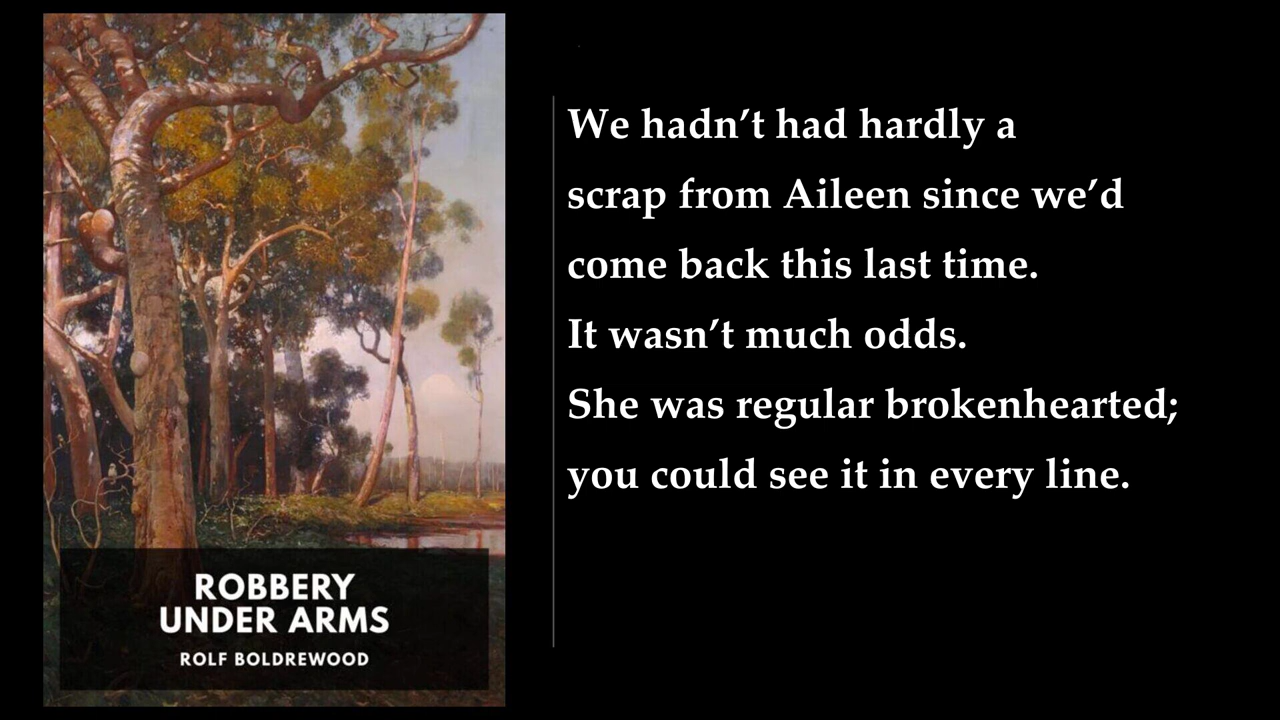 ROBBERY
UNDER ARMS
ROLF BOLDREWOOD
We hadn’t had hardly a
scrap from Aileen since we’d
come back this last time.
It wasn’t much odds.
She was regular brokenhearted;
you could see it in every line.